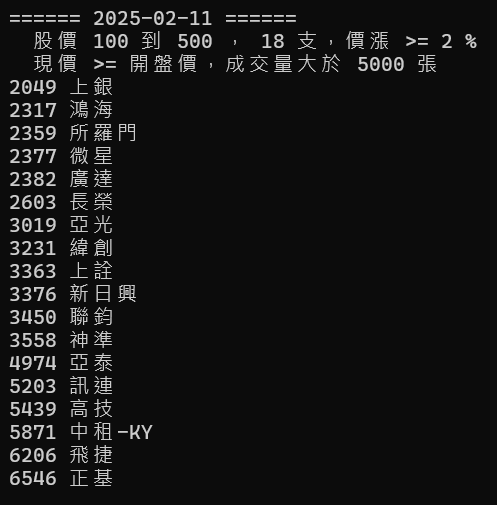 ====== 2025-02-11 ======
股價 100 到 500 , 18 支,價漲 >= 2 %
現價 >= 開盤價,成交量大於 5000 張
2049 上銀
2317 鴻海
2359 所羅門
2377 微星
2382 廣達
2603 長榮
3019 亞光
3231 緯創
3363 上詮
3376 新日興
3450 聯鈞
3558 神準
4974 亞泰
5203 訊連
5439 高技
5871 中租-KY
6206 飛捷
6546 正基